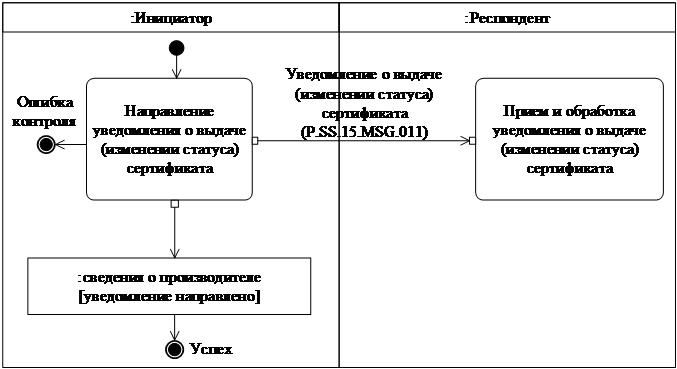 :Инициатор
:Респондент
Ошибка
контроля
Направление
уведомления о выдаче
(изменении статуса)
сертификата
Уведомление о выдаче
(изменении статуса)
сертификата
(P.SS.15.MSG.011)
Прием и обработка
уведомления о выдаче
(изменении статуса)
сертификата
:сведения о производителе
[уведомление направлено]
Успех